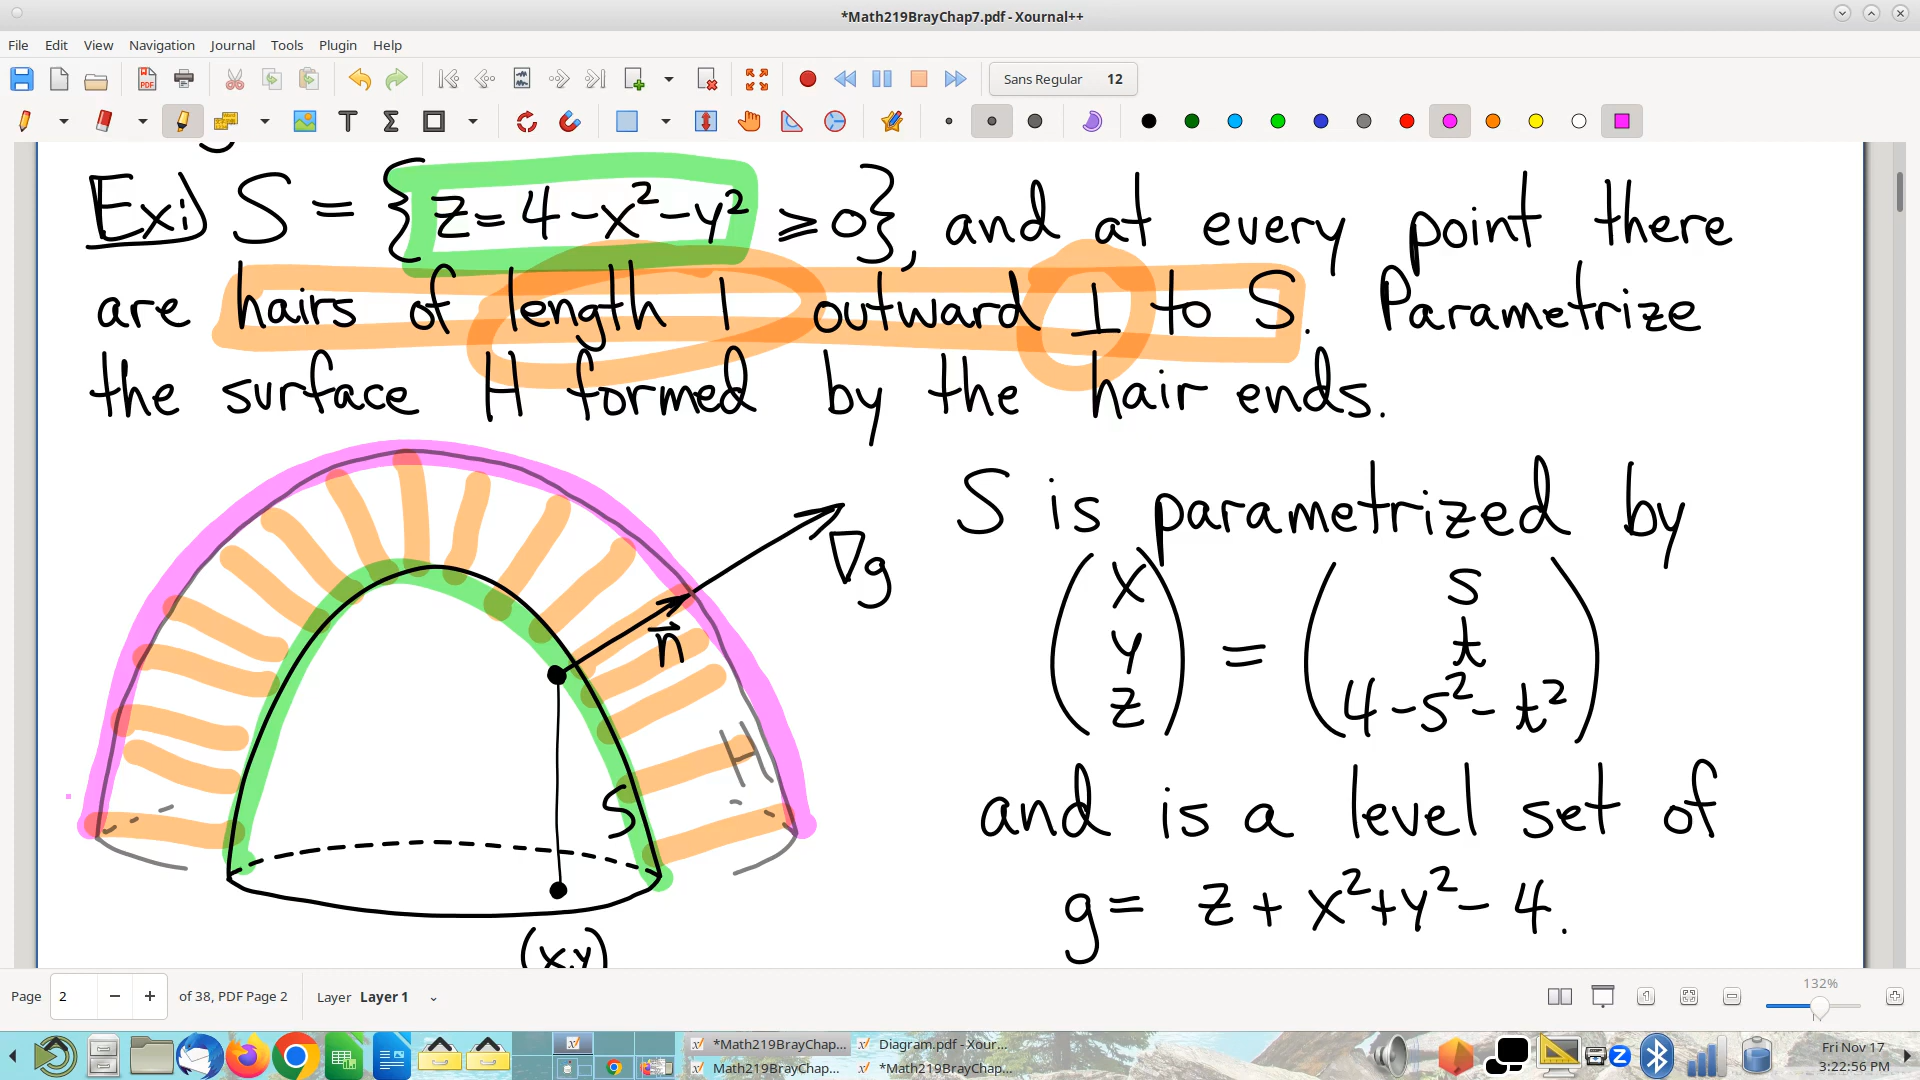 *Math219BrayChap7.pdf - Xournal++
File Edit View Navigation Journal Tools Plugin Help
Sans Regular 12
Ex:) S = {z = 4 - x² - y² ≥ 0}, and at every point there
are hairs of length 1 outward ⊥ to S. Parametrize
the surface H formed by the hair ends.
∇g
n⃗
H
S
(x,y)
S is parametrized by
(x y z) = (s t 4 - s² - t²)
and is a level set of
g = z + x² + y² - 4.
Page 2 of 38, PDF Page 2 Layer Layer 1 132%
*Math219BrayChap... Diagram.pdf - Xour...
Math219BrayChap... *Math219BrayChap...
Fri Nov 17
3:22:56 PM